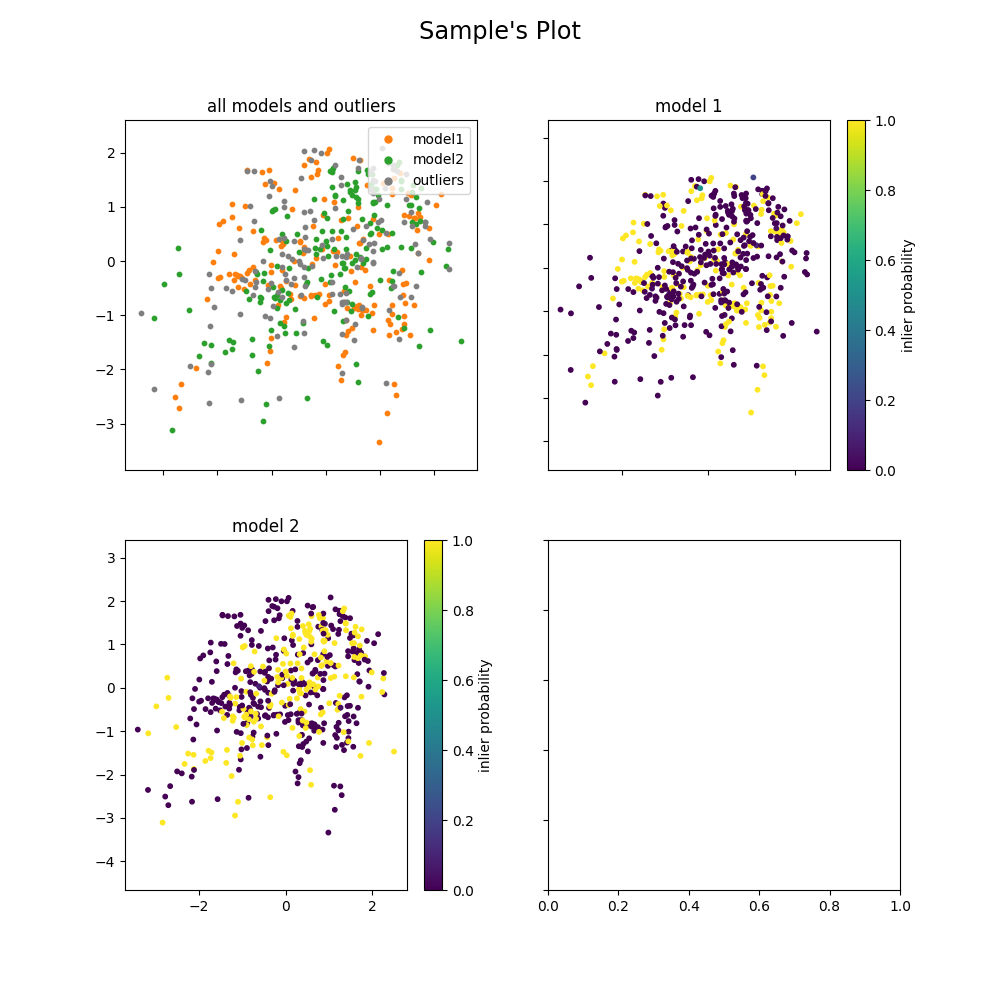 Sample's Plot
all models and outliers
model1
model2
outliers
2
1
0
−1
−2
−3
model 1
1.0
0.8
0.6
0.4
0.2
0.0
inlier probability
model 2
3
2
1
0
−1
−2
−3
−4
−2 0 2
1.0
0.8
0.6
0.4
0.2
0.0
inlier probability
0.0 0.2 0.4 0.6 0.8 1.0